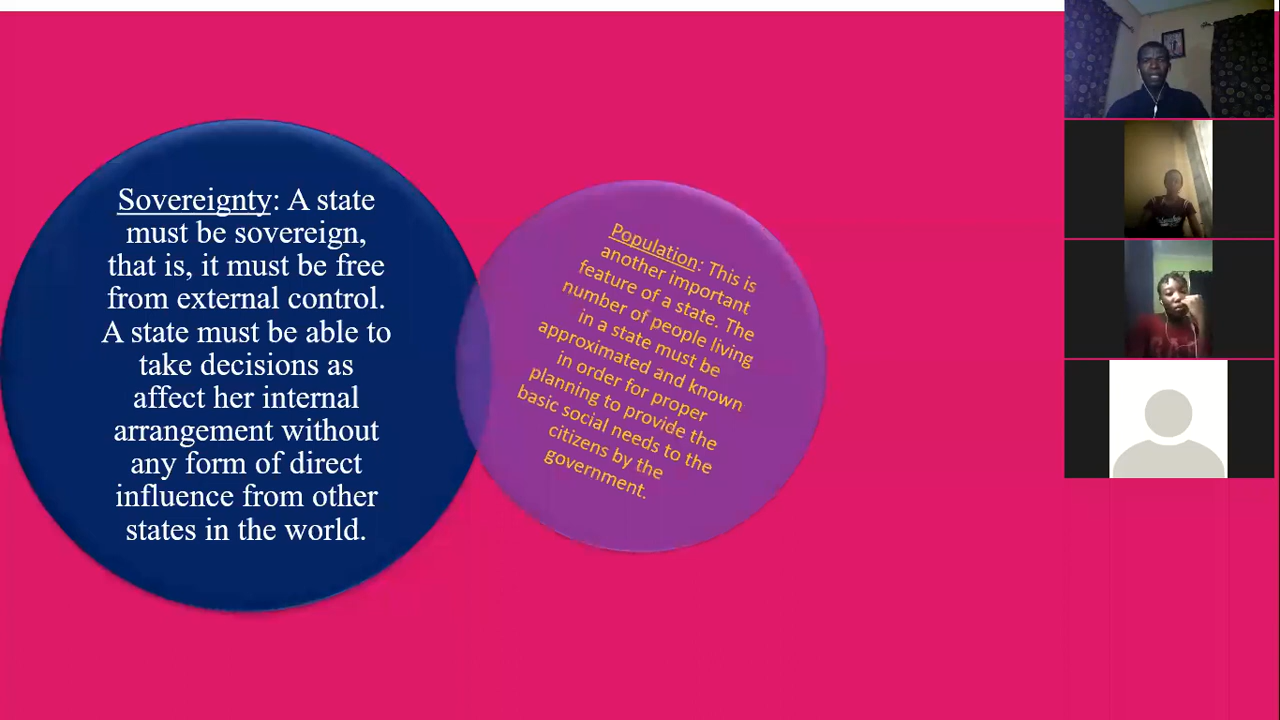 Sovereignty: A state
must be sovereign,
that is, it must be free
from external control.
A state must be able to
take decisions as
affect her internal
arrangement without
any form of direct
influence from other
states in the world.
Population: This is
another important
feature of a state. The
number of people living
in a state must be
approximated and known
in order for proper
planning to provide the
basic social needs to the
citizens by the
government.